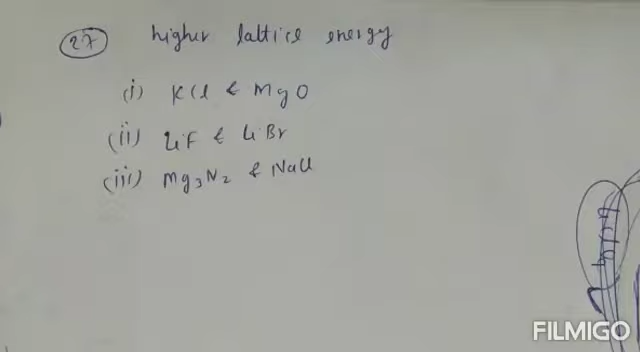 27 higher lattice energy
(i) KCl & MgO
(ii) LiF & LiBr
(iii) Mg₃N₂ & NaCl
FILMIGO